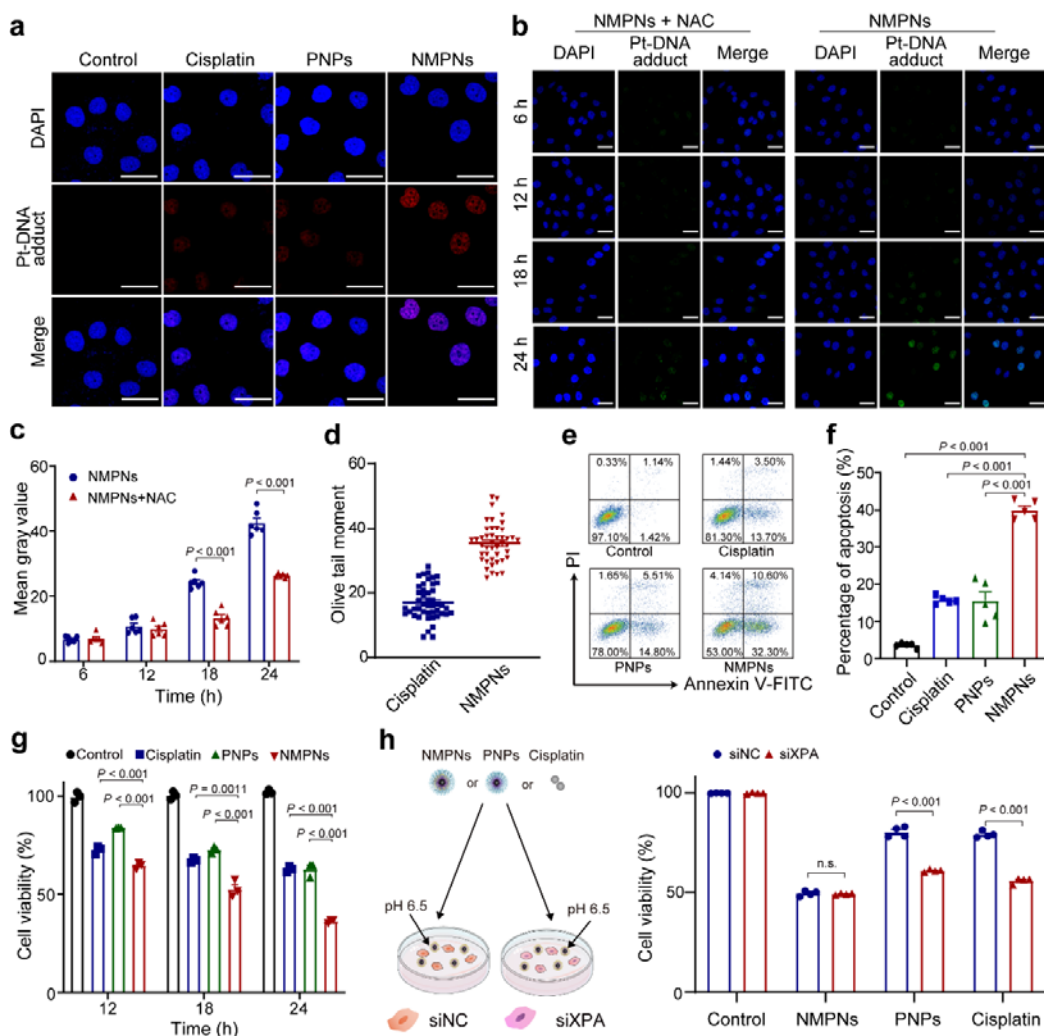 a
Control Cisplatin PNPs NMPNs
DAPI
Pt-DNA
adduct
Merge
b
NMPNs + NAC NMPNs
DAPI Pt-DNA adduct Merge DAPI Pt-DNA adduct Merge
6 h
12 h
18 h
24 h
c
NMPNs
NMPNs+NAC
P < 0.001
P < 0.001
Mean gray value
60
40
20
0
6 12 18 24
Time (h)
d
Olive tail moment
60
40
20
0
Cisplatin NMPNs
e
0.33% 1.14% 1.44% 3.50%
97.10% 1.42% 81.30% 13.70%
Control Cisplatin
1.65% 5.51% 4.14% 10.60%
78.00% 14.80% 53.00% 32.30%
PNPs NMPNs
PI
Annexin V-FITC
f
P < 0.001
P < 0.001
P < 0.001
Percentage of apoptosis (%)
60
40
20
0
Control Cisplatin PNPs NMPNs
g
Control Cisplatin PNPs NMPNs
P < 0.001 P = 0.0011 P < 0.001
P < 0.001 P < 0.001 P < 0.001
Cell viability (%)
100
50
0
12 18 24
Time (h)
h
NMPNs PNPs Cisplatin
or or
pH 6.5 pH 6.5
siNC siXPA
siNC siXPA
P < 0.001 P < 0.001
n.s.
Cell viability (%)
100
50
0
Control NMPNs PNPs Cisplatin